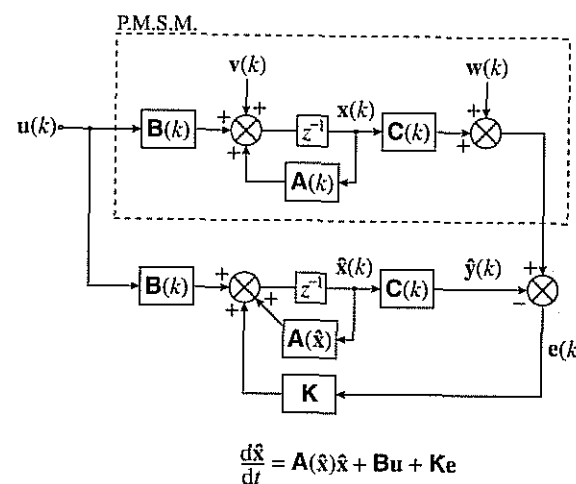 P.M.S.M.
v(k)
w(k)
u(k)
B(k)
+
+
+
z⁻¹
x(k)
C(k)
+
+
A(k)
B(k)
+
+
+
z⁻¹
x̂(k)
C(k)
ŷ(k)
+
−
A(x̂)
e(k
K
dx̂/dt = A(x̂)x̂ + Bu + Ke